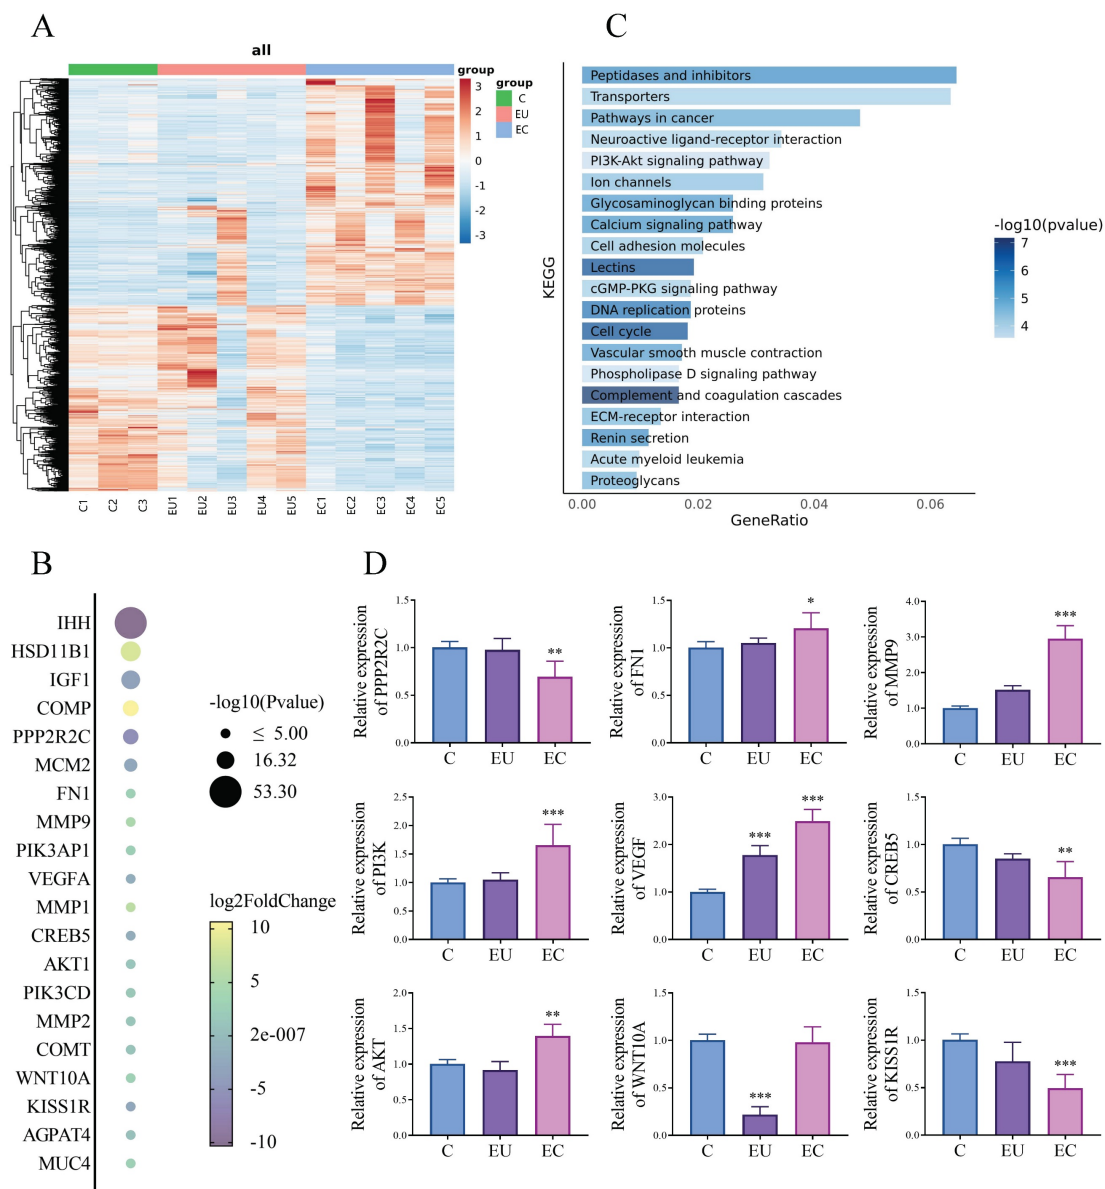 A
all
group
3
2
1
0
-1
-2
-3
group
C
EU
EC
C1
C2
C3
EU1
EU2
EU3
EU4
EU5
EC1
EC2
EC3
EC4
EC5
C
KEGG
Peptidases and inhibitors
Transporters
Pathways in cancer
Neuroactive ligand-receptor interaction
PI3K-Akt signaling pathway
Ion channels
Glycosaminoglycan binding proteins
Calcium signaling pathway
Cell adhesion molecules
Lectins
cGMP-PKG signaling pathway
DNA replication proteins
Cell cycle
Vascular smooth muscle contraction
Phospholipase D signaling pathway
Complement and coagulation cascades
ECM-receptor interaction
Renin secretion
Acute myeloid leukemia
Proteoglycans
0.00 0.02 0.04 0.06
GeneRatio
-log10(pvalue)
7
6
5
4
B
IHH
HSD11B1
IGF1
COMP
PPP2R2C
MCM2
FN1
MMP9
PIK3AP1
VEGFA
MMP1
CREB5
AKT1
PIK3CD
MMP2
COMT
WNT10A
KISS1R
AGPAT4
MUC4
-log10(Pvalue)
≤ 5.00
16.32
53.30
log2FoldChange
10
5
2e-007
-5
-10
D
Relative expression
of PPP2R2C
1.5
1.0
0.5
0.0
**
C EU EC
Relative expression
of FN1
1.5
1.0
0.5
0.0
*
C EU EC
Relative expression
of MMP9
4.0
3.0
2.0
1.0
0.0
***
C EU EC
Relative expression
of PI3K
2.5
2.0
1.5
1.0
0.5
0.0
***
C EU EC
Relative expression
of VEGF
3.0
2.0
1.0
0.0
*** ***
C EU EC
Relative expression
of CREB5
1.5
1.0
0.5
0.0
**
C EU EC
Relative expression
of AKT
2.0
1.5
1.0
0.5
0.0
**
C EU EC
Relative expression
of WNT10A
1.5
1.0
0.5
0.0
***
C EU EC
Relative expression
of KISS1R
1.5
1.0
0.5
0.0
***
C EU EC